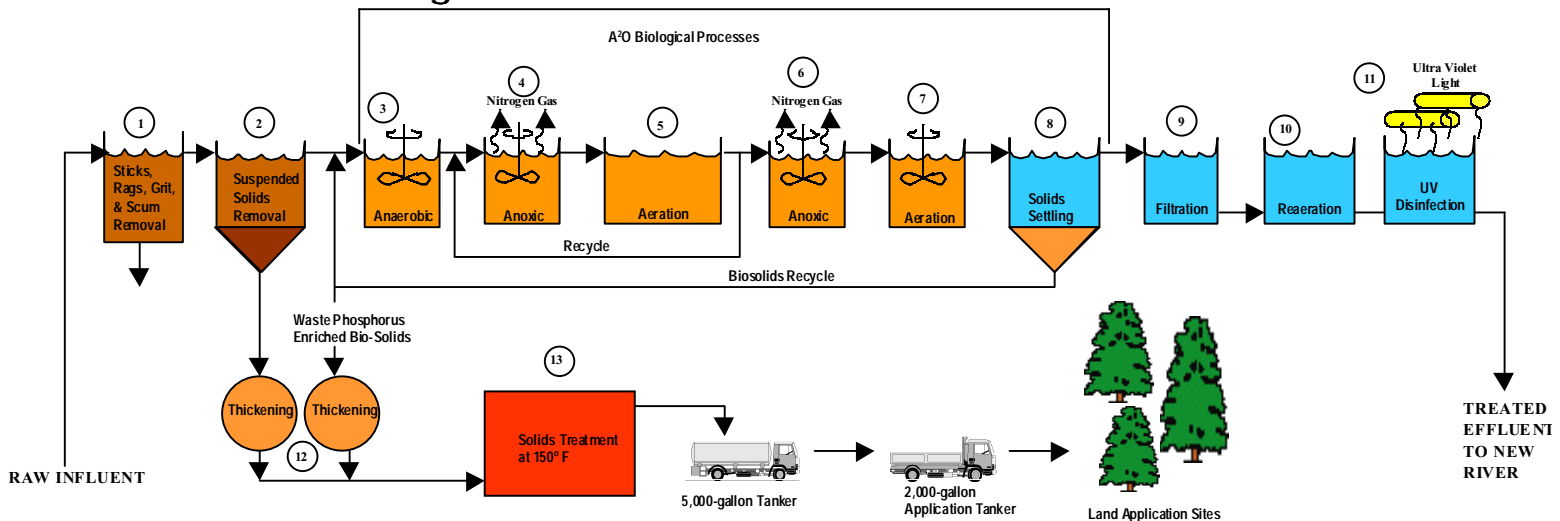 g
A²O Biological Processes
1
2
3
4
5
6
7
8
9
10
11
Nitrogen Gas
Nitrogen Gas
Ultra Violet
Light
Sticks,
Rags, Grit,
& Scum
Removal
Suspended
Solids
Removal
Anaerobic
Anoxic
Aeration
Anoxic
Aeration
Solids
Settling
Filtration
Reaeration
UV
Disinfection
Recycle
Biosolids Recycle
Waste Phosphorus
Enriched Bio-Solids
Thickening
Thickening
12
13
Solids Treatment
at 150° F
RAW INFLUENT
5,000-gallon Tanker
2,000-gallon
Application Tanker
Land Application Sites
TREATED
EFFLUENT
TO NEW
RIVER